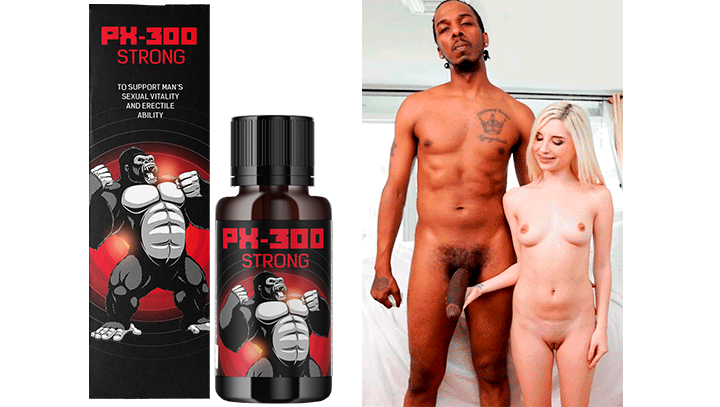 PX-300
STRONG
TO SUPPORT MAN'S
SEXUAL VITALITY
AND ERECTILE
ABILITY
PX-300
STRONG